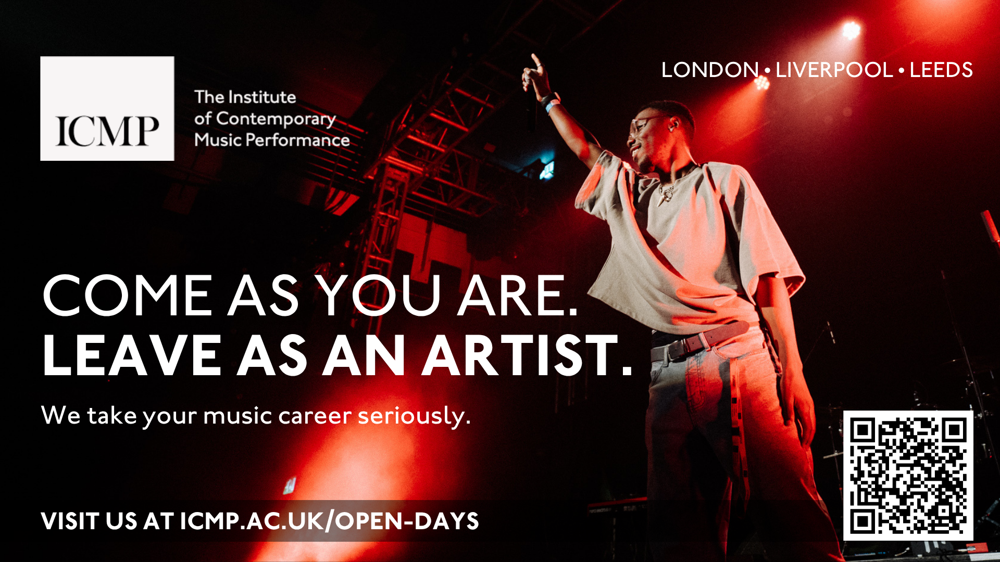 ICMP
The Institute
of Contemporary
Music Performance
LONDON • LIVERPOOL • LEEDS
COME AS YOU ARE.
LEAVE AS AN ARTIST.
We take your music career seriously.
VISIT US AT ICMP.AC.UK/OPEN-DAYS